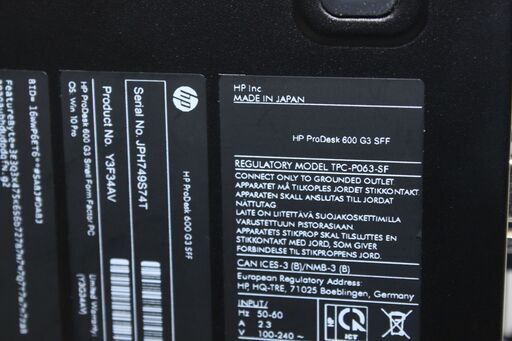 hp
HP Inc
MADE IN JAPAN
HP ProDesk 600 G3 SFF
REGULATORY MODEL TPC-P063-SF
CONNECT ONLY TO GROUNDED OUTLET
APPARATET MÅ TILKOPLES JORDET STIKKONTAKT
APPARATEN SKALL ANSLUTAS TILL JORDAT
NÄTUTTAG
LAITE ON LIITETTÄVÄ SUOJAKOSKETTIMILLA
VARUSTETTUUN PISTORASIAAN.
APPARATETS STIKPROP SKAL TILSLUTTES EN
STIKKONTAKT MED JORD, SOM GIVER
FORBINDELSE TIL STIKPROPPENS JORD.
CAN ICES-3 (B)/NMB-3 (B)
European Regulatory Address:
HP, HQ-TRE, 71025 Boeblingen, Germany
INPUT/
Hz 50-60
A 2.3
V 100-240
ICT
HP ProDesk 600 G3 SFF
Serial No. JPH749S74T
Product No. Y3F34AV
HP ProDesk 600 G3 Small Form Factor PC
OS. Win 10 Pro
Limited Warranty: